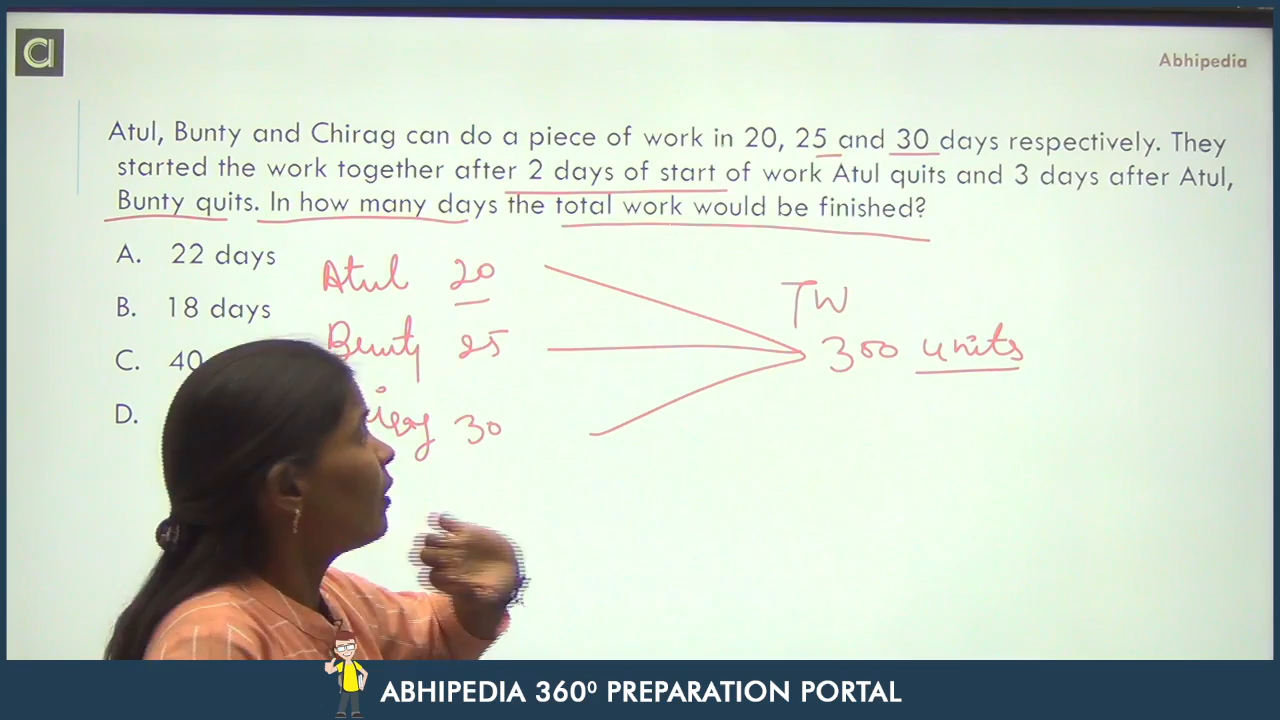 Abhipedia
Atul, Bunty and Chirag can do a piece of work in 20, 25 and 30 days respectively. They
started the work together after 2 days of start of work Atul quits and 3 days after Atul,
Bunty quits. In how many days the total work would be finished?
A. 22 days
B. 18 days
C. 40
D.
Atul 20
Bunty 25
30
TW
300 units
ABHIPEDIA 360⁰ PREPARATION PORTAL